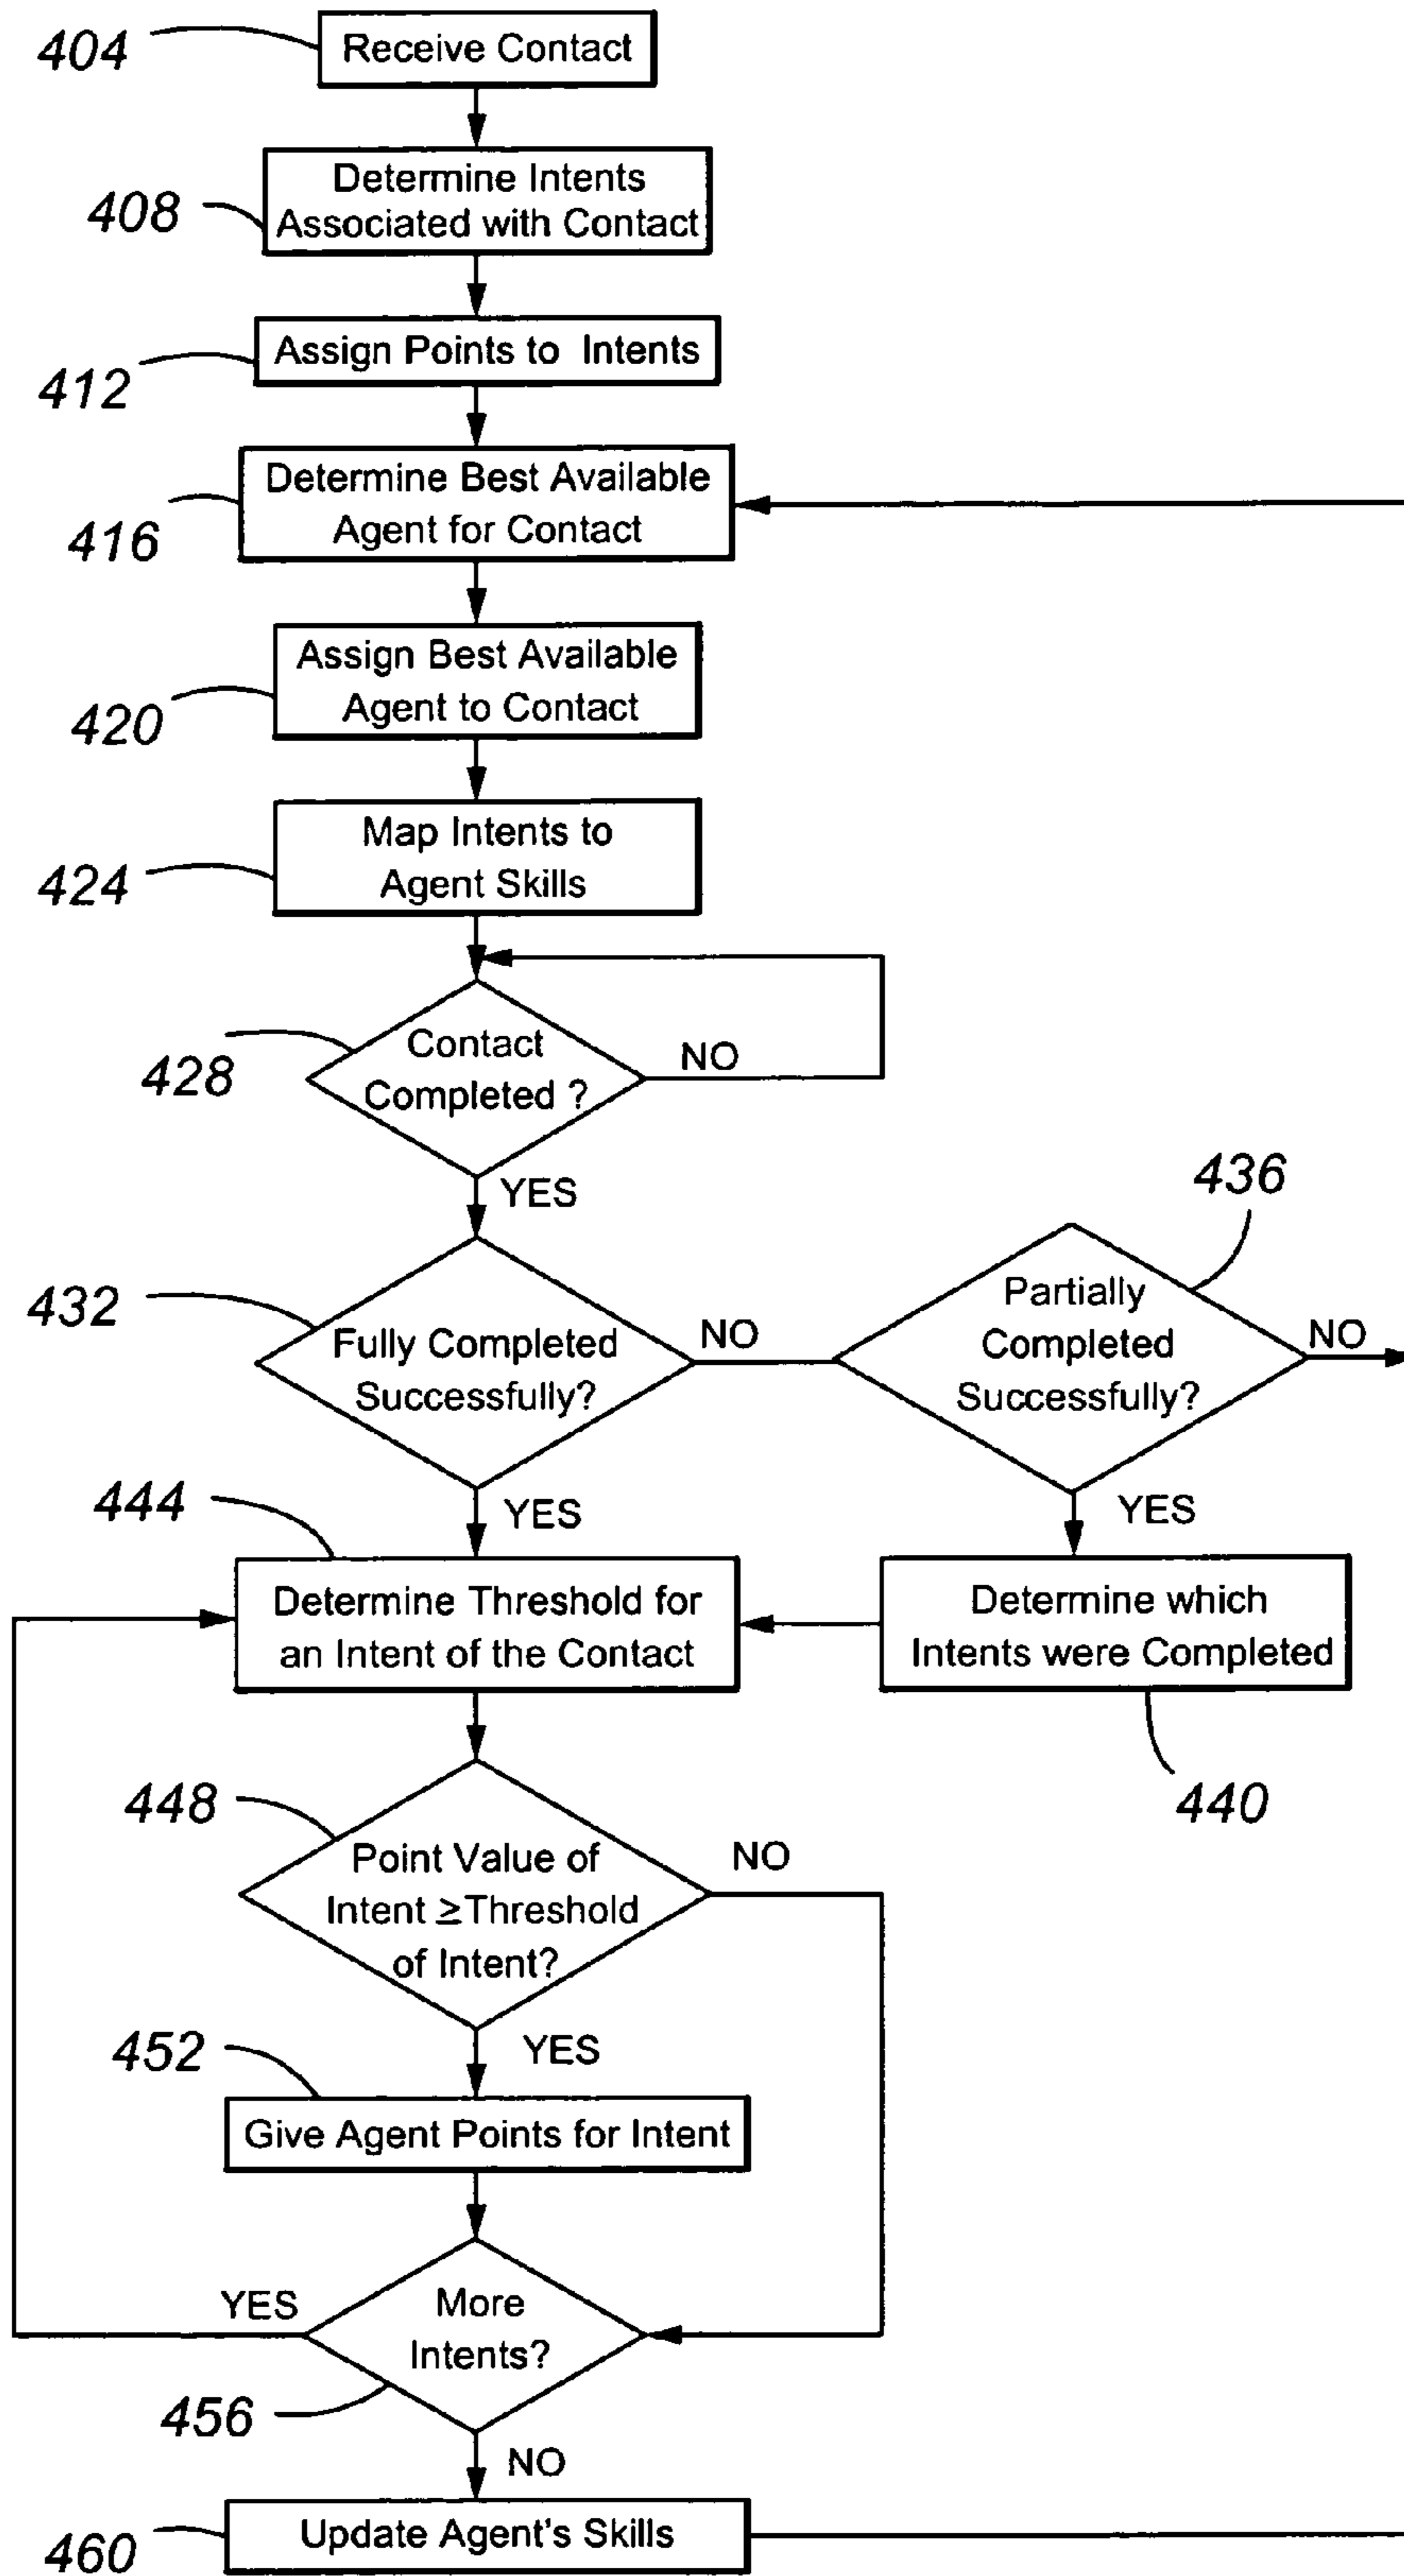 404
Receive Contact
408
Determine Intents
Associated with Contact
412
Assign Points to Intents
416
Determine Best Available
Agent for Contact
420
Assign Best Available
Agent to Contact
424
Map Intents to
Agent Skills
428
Contact
Completed ?
NO
YES
432
Fully Completed
Successfully?
NO
436
Partially
Completed
Successfully?
NO
YES
444
YES
Determine Threshold for
an Intent of the Contact
Determine which
Intents were Completed
440
448
Point Value of
Intent ≥Threshold
of Intent?
NO
YES
452
Give Agent Points for Intent
More
Intents?
YES
456
NO
460
Update Agent's Skills